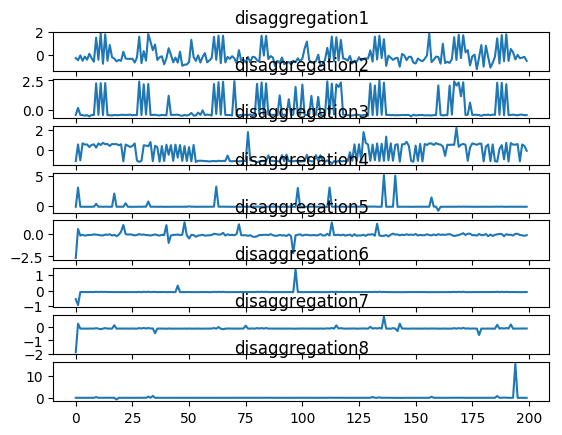 disaggregation1
2
0
disaggregation2
2.5
0.0
disaggregation3
2
0
disaggregation4
5
0
disaggregation5
0.0
−2.5
disaggregation6
1
0
−1
disaggregation7
0
−1
−2
disaggregation8
10
0
0 25 50 75 100 125 150 175 200